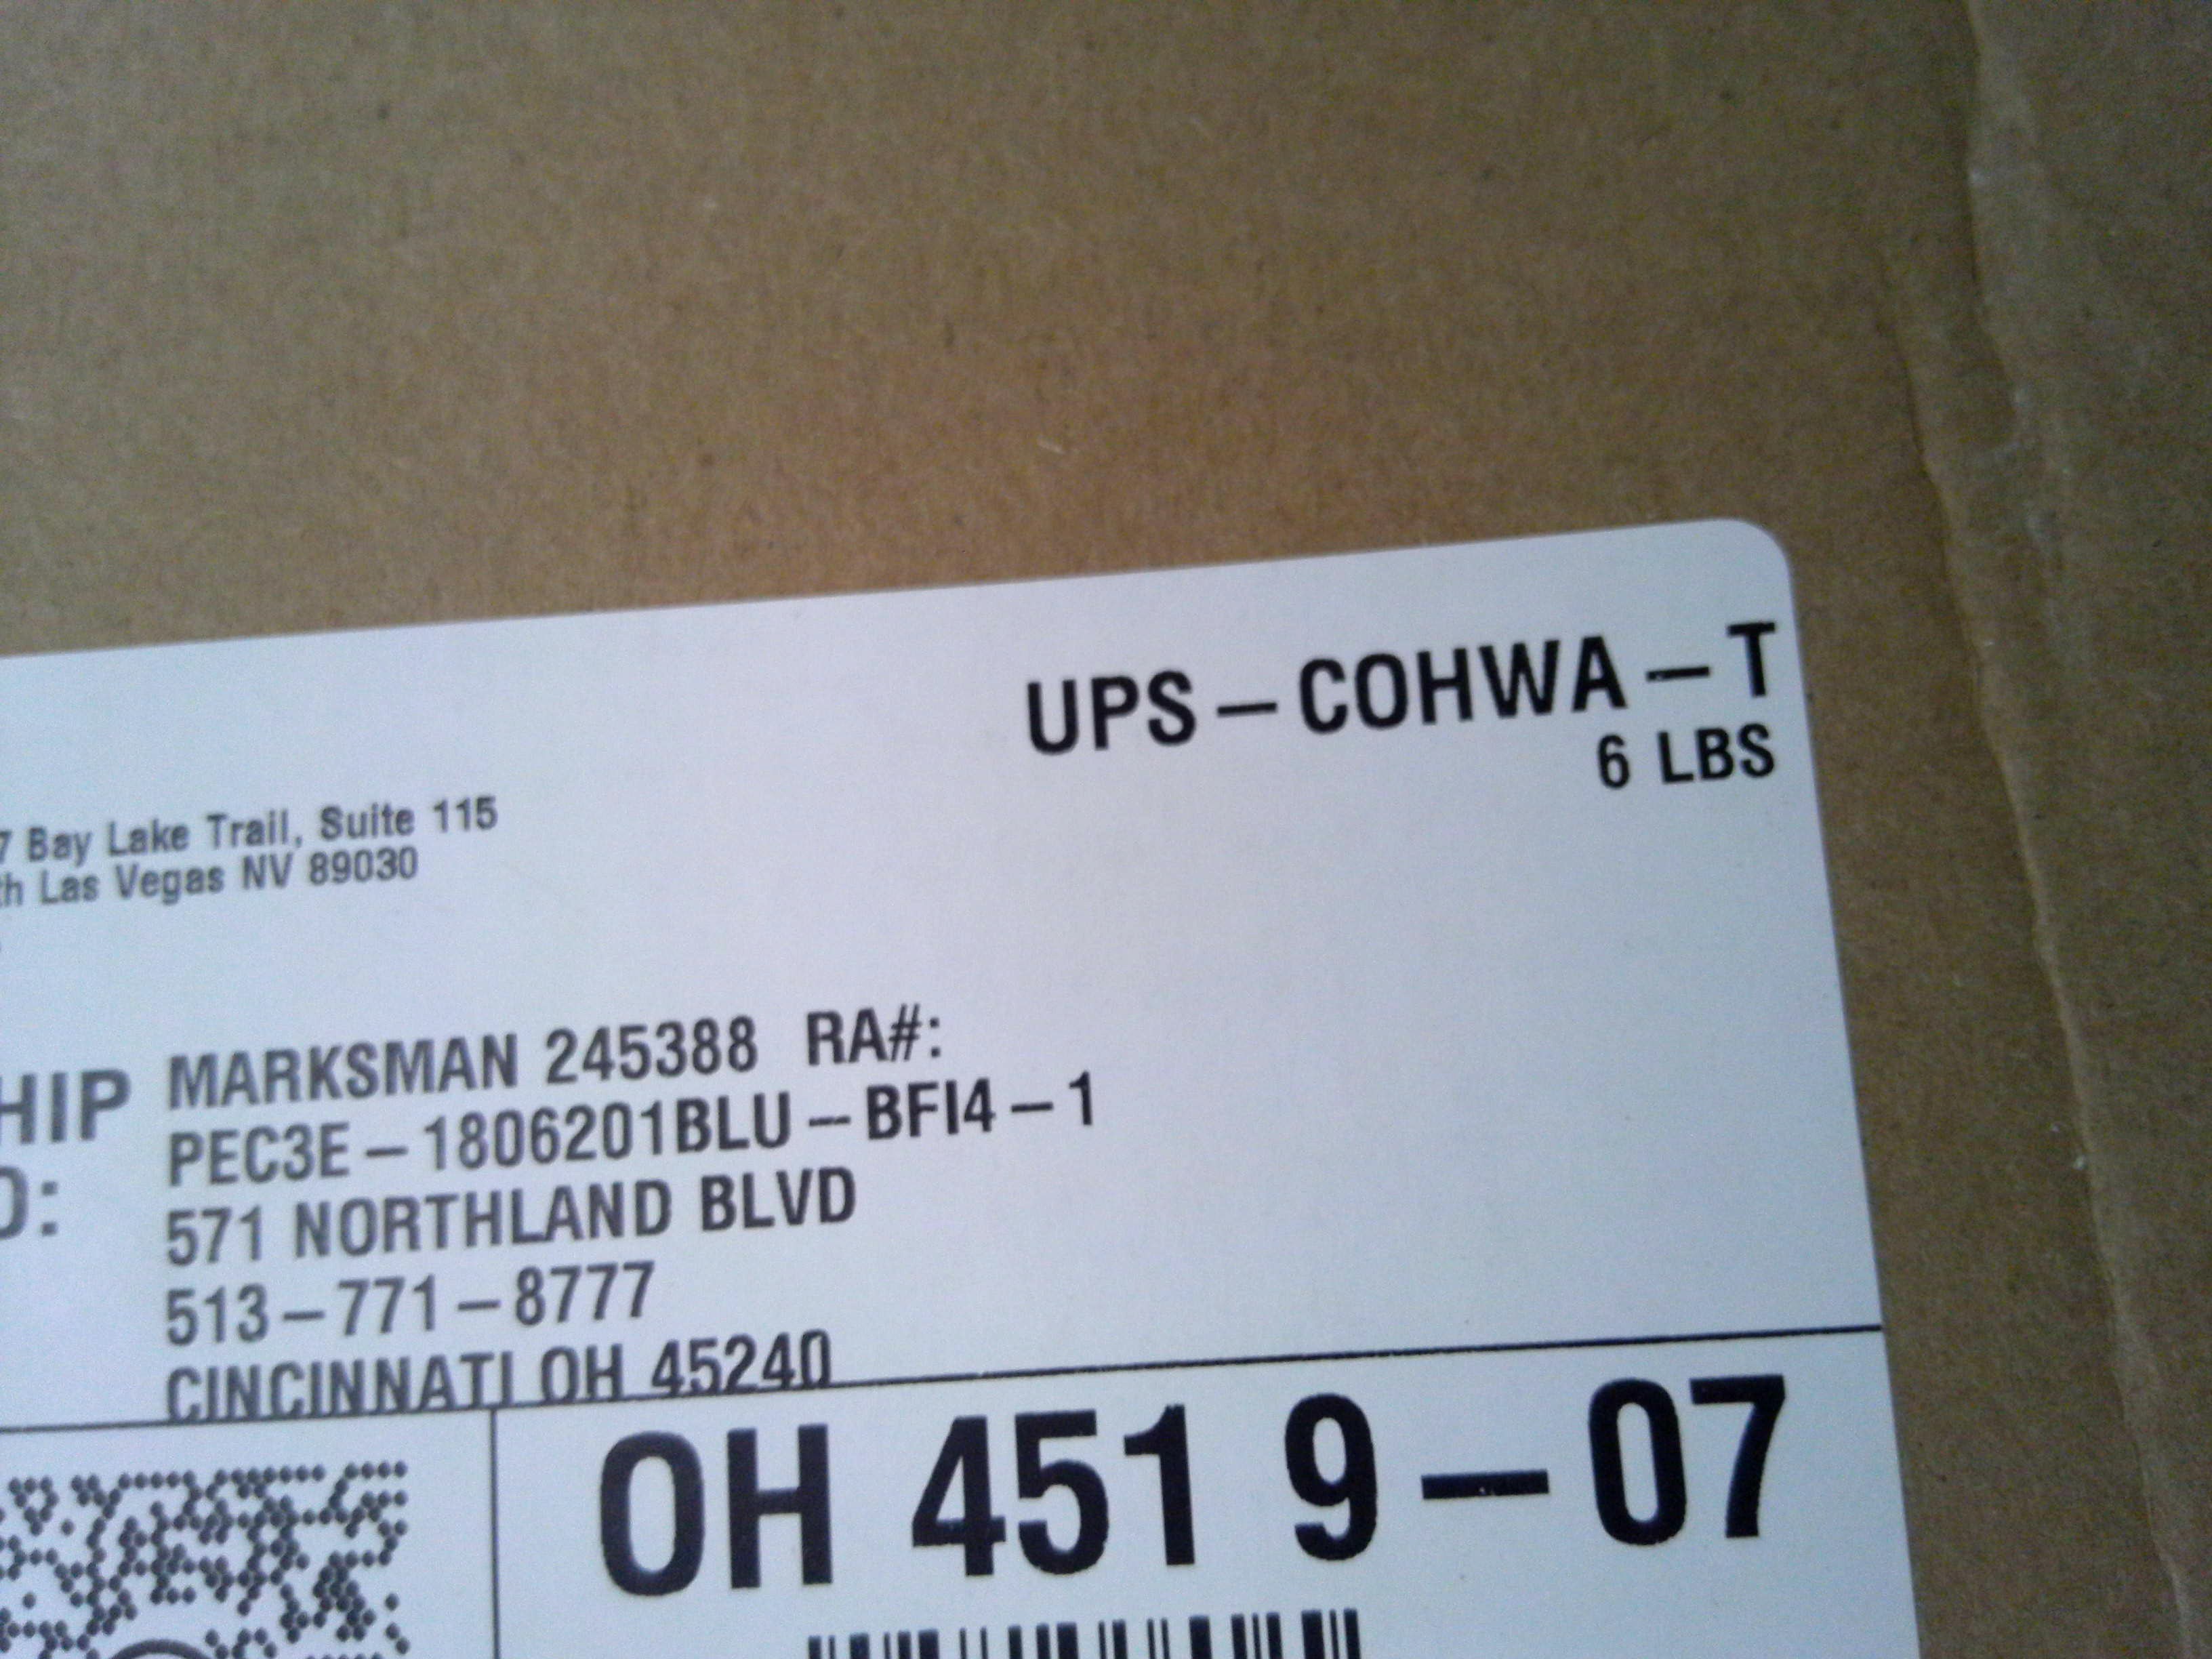 UPS-COHWA-T
6 LBS
7 Bay Lake Trail, Suite 115
th Las Vegas NV 89030
HIP
O:
MARKSMAN 245388 RA#:
PEC3E-1806201BLU-BFI4-1
571 NORTHLAND BLVD
513-771-8777
CINCINNATI OH 45240
OH 451 9-07